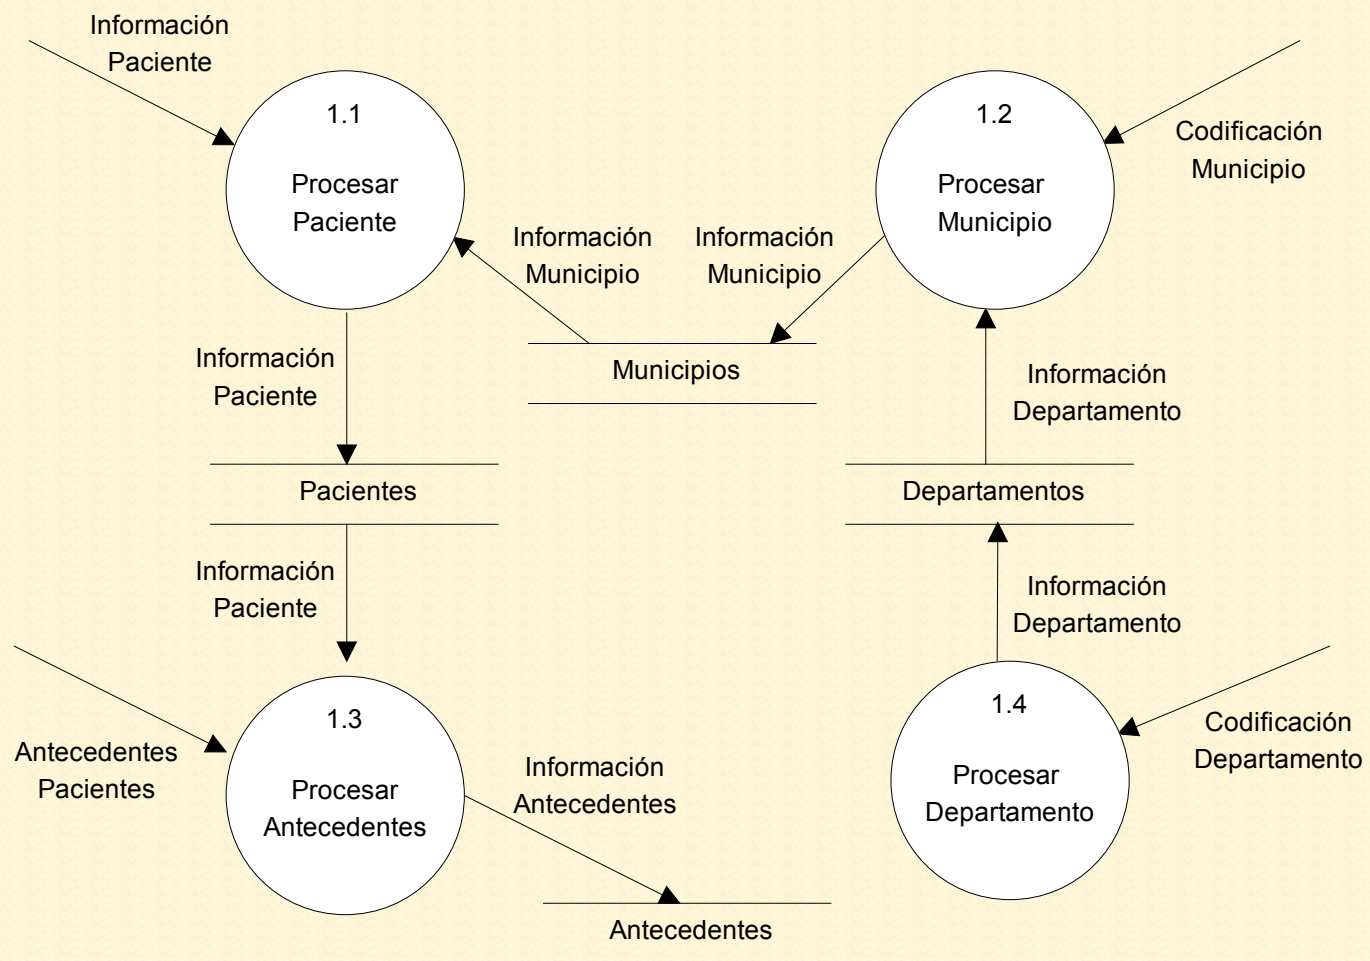 Información
Paciente
1.1
Procesar
Paciente
1.2
Procesar
Municipio
Codificación
Municipio
Información
Municipio
Información
Municipio
Información
Paciente
Municipios
Información
Departamento
Pacientes
Departamentos
Información
Paciente
Información
Departamento
Antecedentes
Pacientes
1.3
Procesar
Antecedentes
Información
Antecedentes
1.4
Procesar
Departamento
Codificación
Departamento
Antecedentes